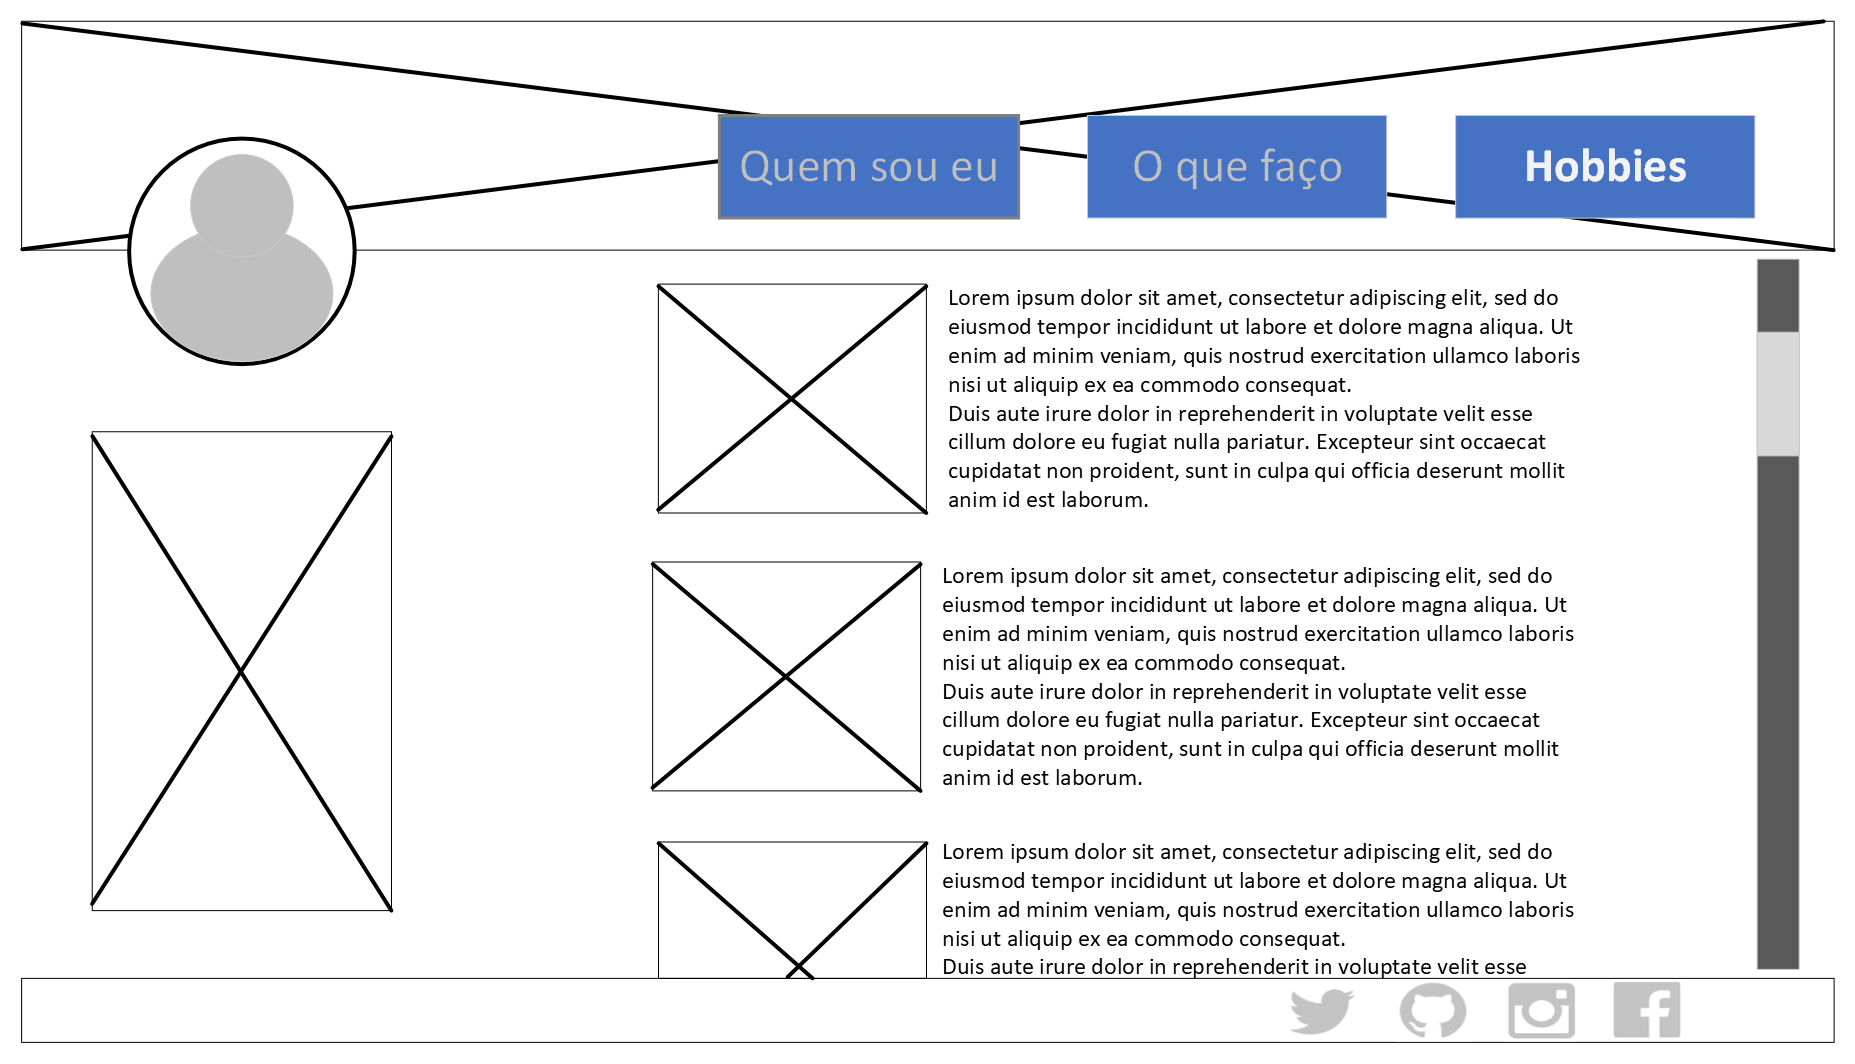 Quem sou eu
O que faço
Hobbies
Lorem ipsum dolor sit amet, consectetur adipiscing elit, sed do
eiusmod tempor incididunt ut labore et dolore magna aliqua. Ut
enim ad minim veniam, quis nostrud exercitation ullamco laboris
nisi ut aliquip ex ea commodo consequat.
Duis aute irure dolor in reprehenderit in voluptate velit esse
cillum dolore eu fugiat nulla pariatur. Excepteur sint occaecat
cupidatat non proident, sunt in culpa qui officia deserunt mollit
anim id est laborum.
Lorem ipsum dolor sit amet, consectetur adipiscing elit, sed do
eiusmod tempor incididunt ut labore et dolore magna aliqua. Ut
enim ad minim veniam, quis nostrud exercitation ullamco laboris
nisi ut aliquip ex ea commodo consequat.
Duis aute irure dolor in reprehenderit in voluptate velit esse
cillum dolore eu fugiat nulla pariatur. Excepteur sint occaecat
cupidatat non proident, sunt in culpa qui officia deserunt mollit
anim id est laborum.
Lorem ipsum dolor sit amet, consectetur adipiscing elit, sed do
eiusmod tempor incididunt ut labore et dolore magna aliqua. Ut
enim ad minim veniam, quis nostrud exercitation ullamco laboris
nisi ut aliquip ex ea commodo consequat.
Duis aute irure dolor in reprehenderit in voluptate velit esse